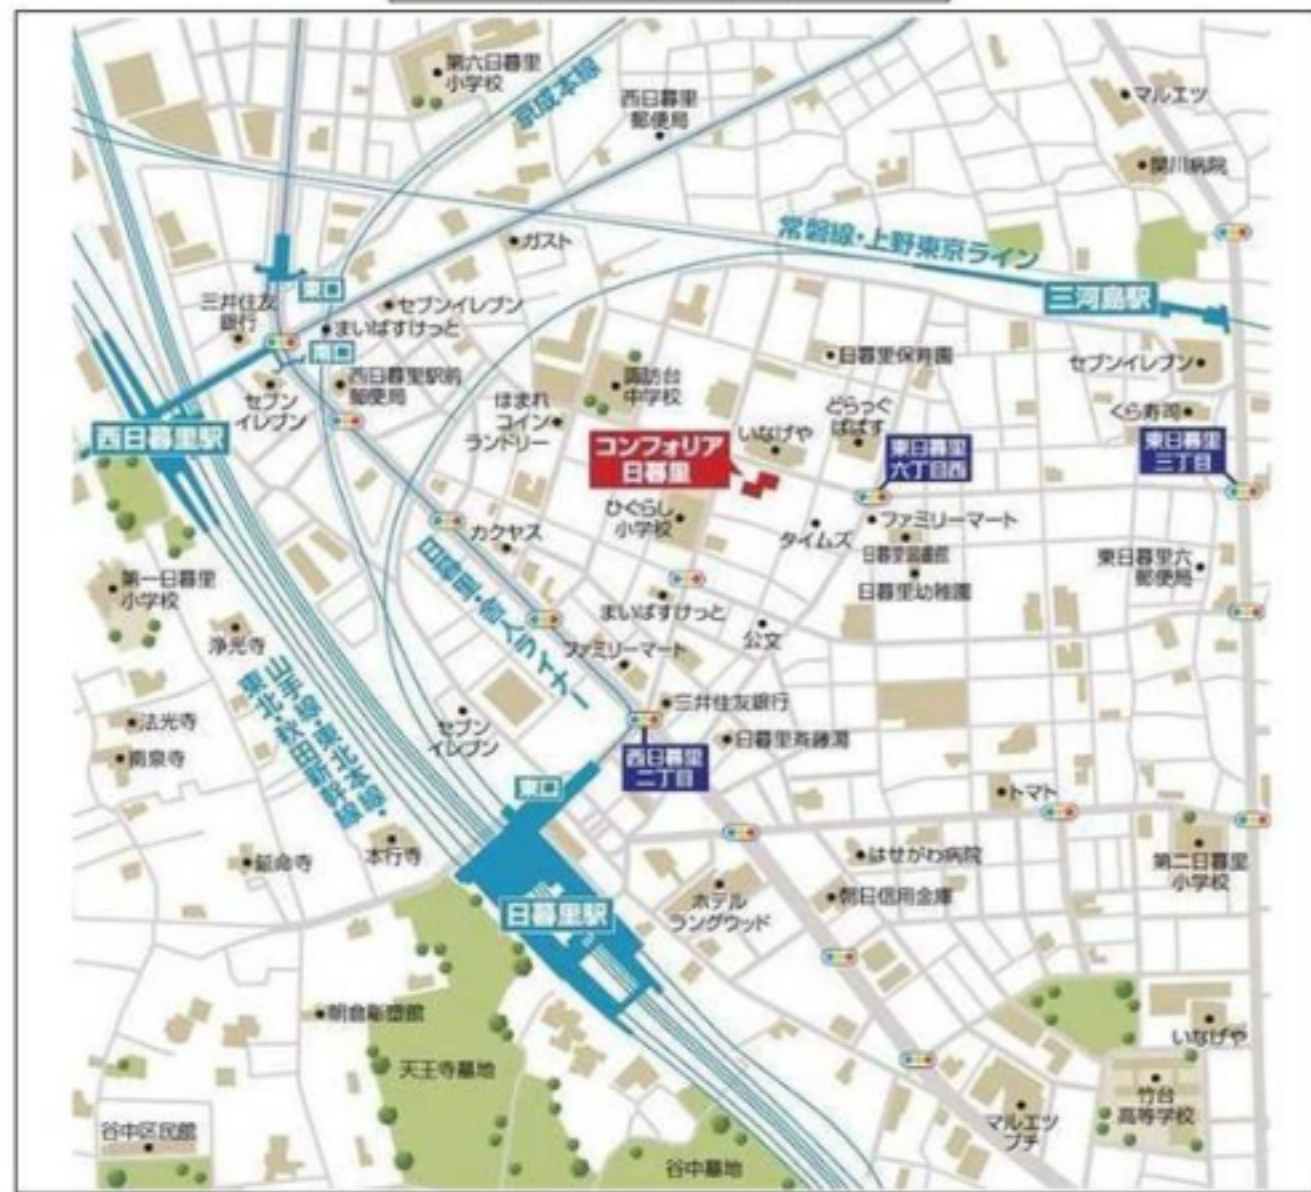 第六日暮里
小学校
京成本線
西日暮里
郵便局
マルエツ
関川病院
ガスト
常磐線・上野東京ライン
三河島駅
東口
三井住友
銀行
セブンイレブン
まいばすけっと
南口
西日暮里駅前
郵便局
セブン
イレブン
西日暮里駅
ほまれ
コイン
ランドリー
諏訪台
中学校
日暮里保育園
セブンイレブン
くら寿司
どらっぐ
ぱぱす
いなげや
コンフォリア
日暮里
東日暮里
六丁目西
東日暮里
三丁目
ひぐらし
小学校
タイムズ
ファミリーマート
日暮里図書館
日暮里幼稚園
東日暮里六
郵便局
カクヤス
日暮里・舎人ライナー
第一日暮里
小学校
浄光寺
まいばすけっと
公文
ファミリーマート
三井住友銀行
日暮里斉藤湯
西日暮里
二丁目
セブン
イレブン
法光寺
南泉寺
山手線・東北本線・
東北・秋田新幹線
東口
トマト
本行寺
延命寺
はせがわ病院
朝日信用金庫
第二日暮里
小学校
日暮里駅
ホテル
ラングウッド
朝倉彫塑館
天王寺墓地
いなげや
竹台
高等学校
マルエツ
プチ
谷中区民館
谷中墓地